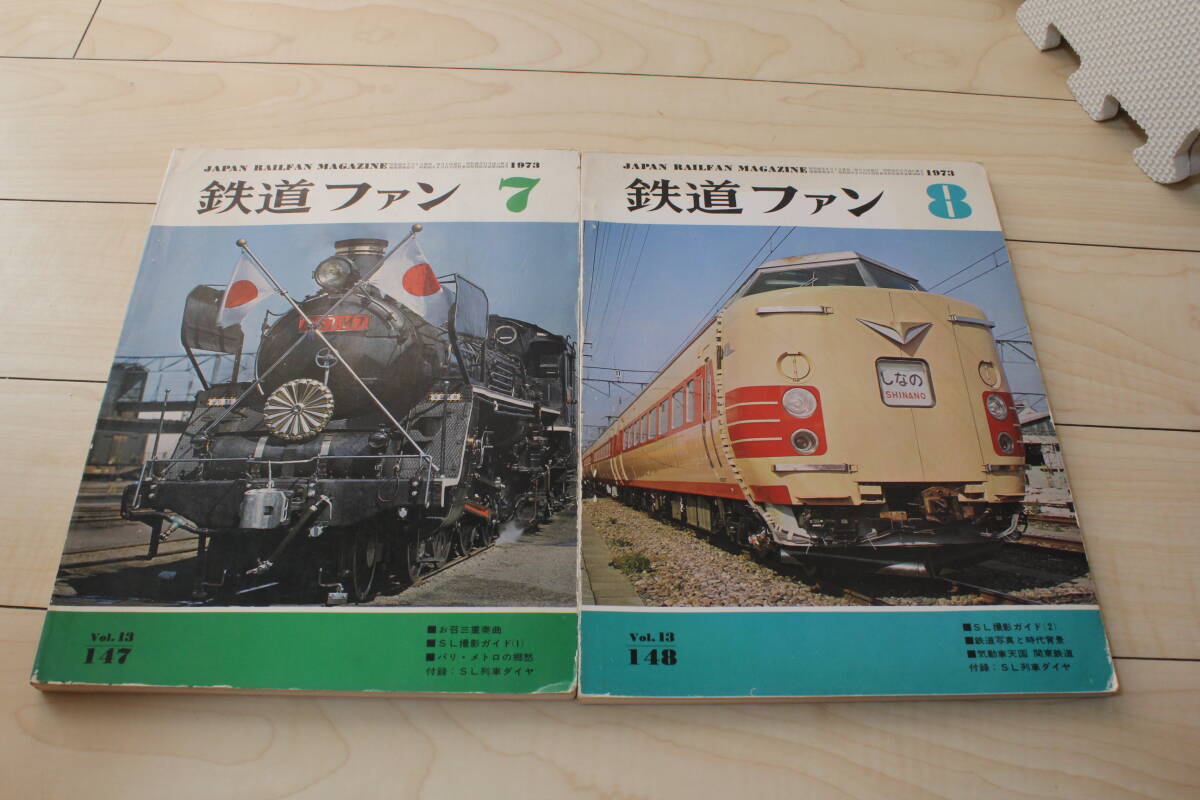 JAPAN RAILFAN MAGAZINE 1973
鉄道ファン 7
Vol. 13
147
■お召三重奏曲
■SL撮影ガイド(1)
■パリ・メトロの郷愁
付録:SL列車ダイヤ
JAPAN RAILFAN MAGAZINE 1973
鉄道ファン 8
しなの
SHINANO
Vol. 13
148
■SL撮影ガイド(2)
■鉄道写真と時代背景
■気動車天国 関東鉄道
付録:SL列車ダイヤ